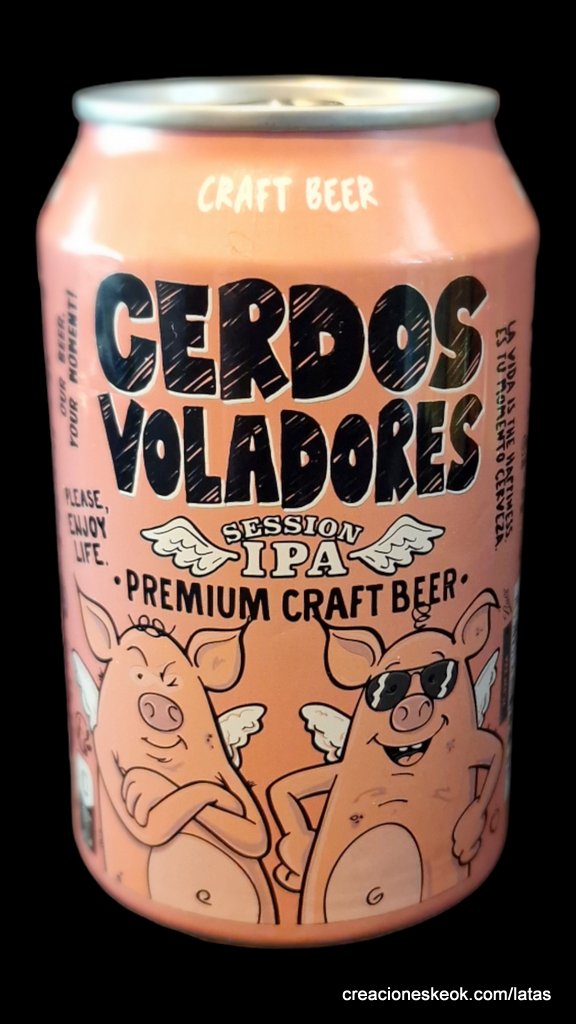 CRAFT BEER
CERDOS
VOLADORES
SESSION
IPA
·PREMIUM CRAFT BEER·
OUR BEER,
YOUR MOMENT!
PLEASE,
ENJOY
LIFE.
LA VIDA IS THE
ES TU MOMENTO CERVEZA.
creacioneskeok.com/latas